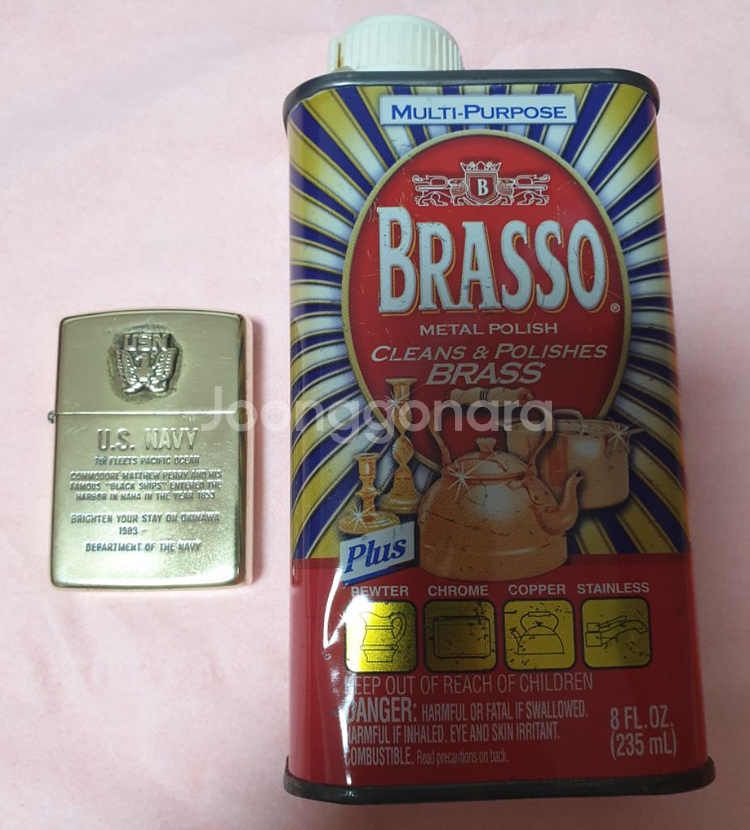 USN
U.S. NAVY
7TH FLEETS PACIFIC OCEAN
COMMODORE MATTHEW PERRY AND HIS
FAMOUS "BLACK SHIPS" ENTERED THE
HARBOR IN NAHA IN THE YEAR 1853
BRIGHTEN YOUR STAY ON OKINAWA
1983 -
DEPARTMENT OF THE NAVY
MULTI-PURPOSE
B
BRASSO®
METAL POLISH
CLEANS & POLISHES
BRASS
Plus
PEWTER CHROME COPPER STAINLESS
KEEP OUT OF REACH OF CHILDREN
DANGER: HARMFUL OR FATAL IF SWALLOWED.
HARMFUL IF INHALED. EYE AND SKIN IRRITANT.
COMBUSTIBLE. Read precautions on back.
8 FL. OZ.
(235 mL)
Joonggonara